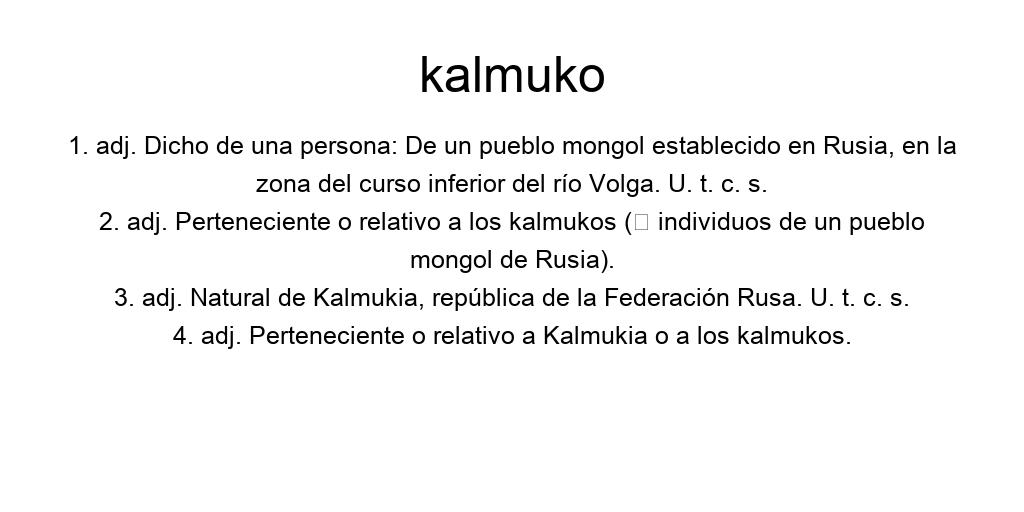 kalmuko
1. adj. Dicho de una persona: De un pueblo mongol establecido en Rusia, en la
zona del curso inferior del río Volga. U. t. c. s.
2. adj. Perteneciente o relativo a los kalmukos (□ individuos de un pueblo
mongol de Rusia).
3. adj. Natural de Kalmukia, república de la Federación Rusa. U. t. c. s.
4. adj. Perteneciente o relativo a Kalmukia o a los kalmukos.